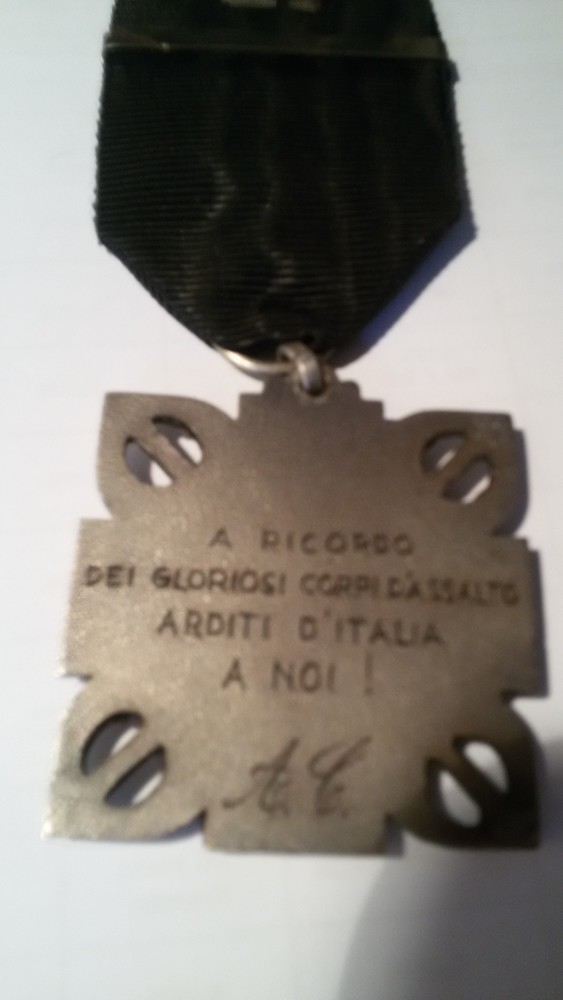 A RICORDO
DEI GLORIOSI CORPI D'ASSALTO
ARDITI D'ITALIA
A NOI !
A. C.